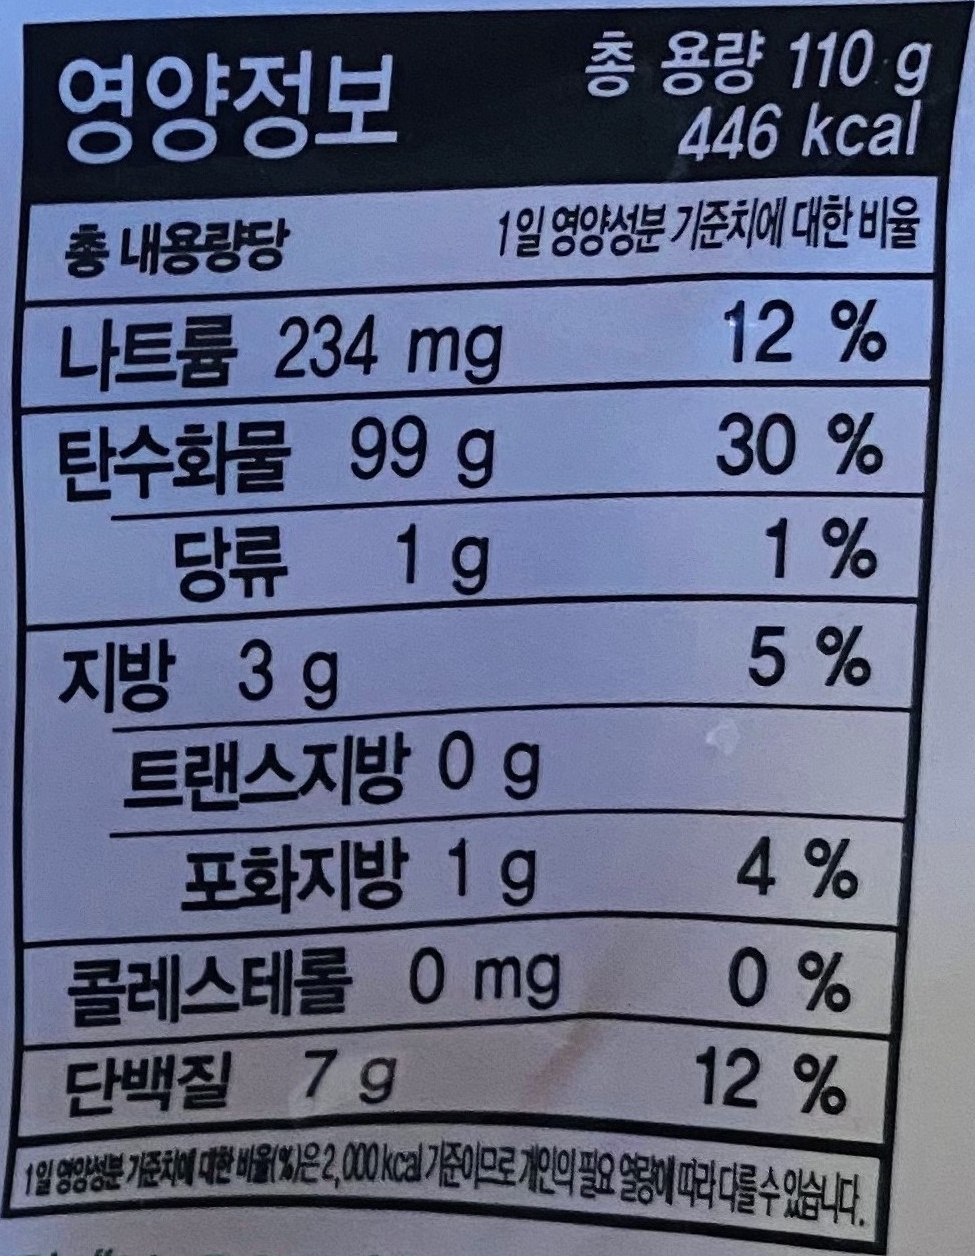 영양정보
총 용량 110 g
446 kcal
총 내용량당 1일 영양성분 기준치에 대한 비율
나트륨 234 mg 12 %
탄수화물 99 g 30 %
당류 1 g 1 %
지방 3 g 5 %
트랜스지방 0 g
포화지방 1 g 4 %
콜레스테롤 0 mg 0 %
단백질 7 g 12 %
1일 영양성분 기준치에 대한 비율(%)은 2,000 kcal 기준이므로 개인의 필요 열량에 따라 다를 수 있습니다.